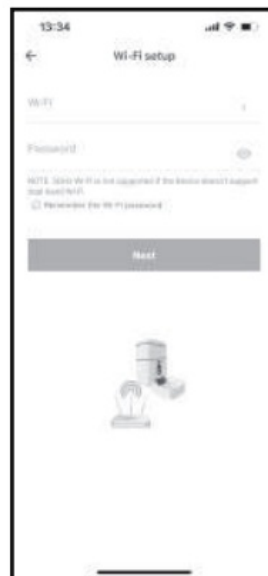 13:34
Wi-Fi setup
Wi-Fi
Password
NOTE: 5GHz Wi-Fi is not supported if the device doesn't support
dual band Wi-Fi.
Remember the Wi-Fi password
Next